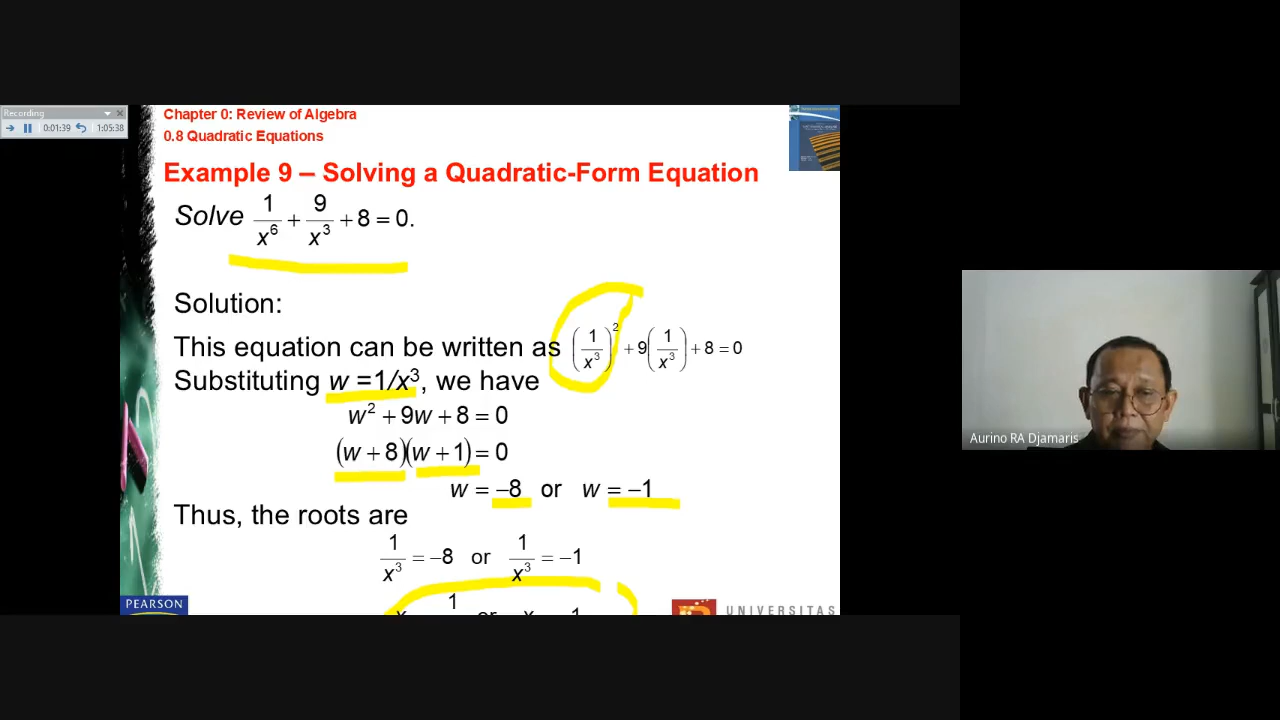 Recording
0:01:39 1:05:38
Chapter 0: Review of Algebra
0.8 Quadratic Equations
Example 9 – Solving a Quadratic-Form Equation
Solve 1/x⁶ + 9/x³ + 8 = 0.
Solution:
This equation can be written as (1/x³)² + 9(1/x³) + 8 = 0
Substituting w =1/x³, we have
w² + 9w + 8 = 0
(w + 8)(w + 1) = 0
w = −8 or w = −1
Thus, the roots are
1/x³ = −8 or 1/x³ = −1
PEARSON
UNIVERSITAS
Aurino RA Djamaris